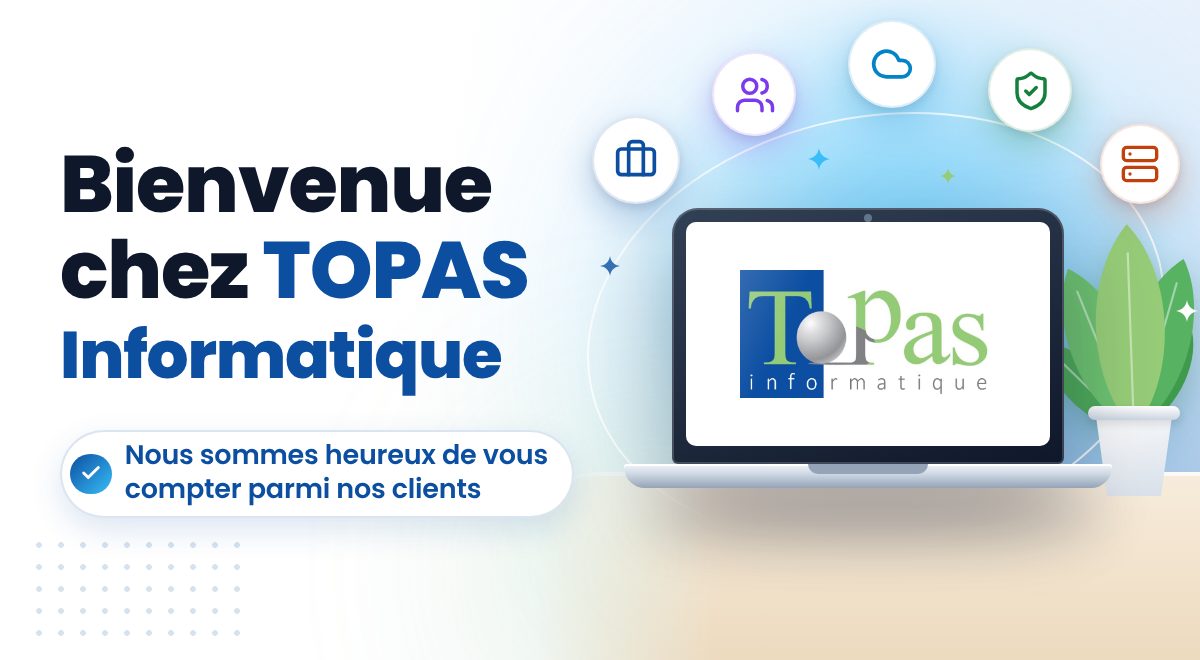 Bienvenue
chez TOPAS
Informatique
Nous sommes heureux de vous
compter parmi nos clients
Topas
informatique